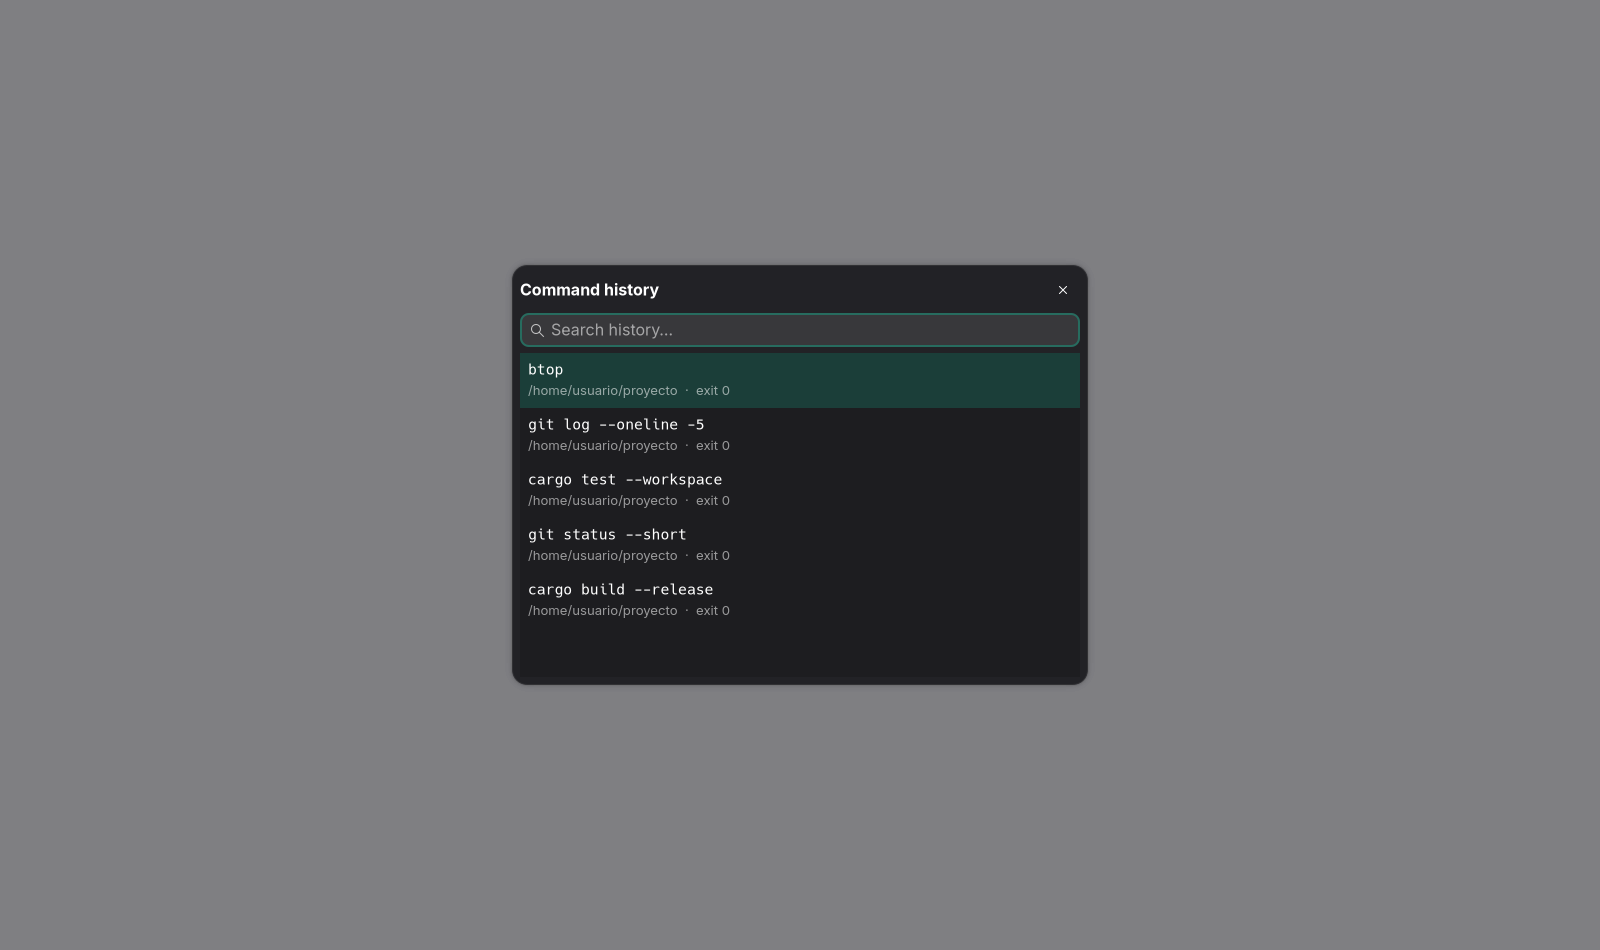 Command history
Search history...
btop
/home/usuario/proyecto · exit 0
git log --oneline -5
/home/usuario/proyecto · exit 0
cargo test --workspace
/home/usuario/proyecto · exit 0
git status --short
/home/usuario/proyecto · exit 0
cargo build --release
/home/usuario/proyecto · exit 0